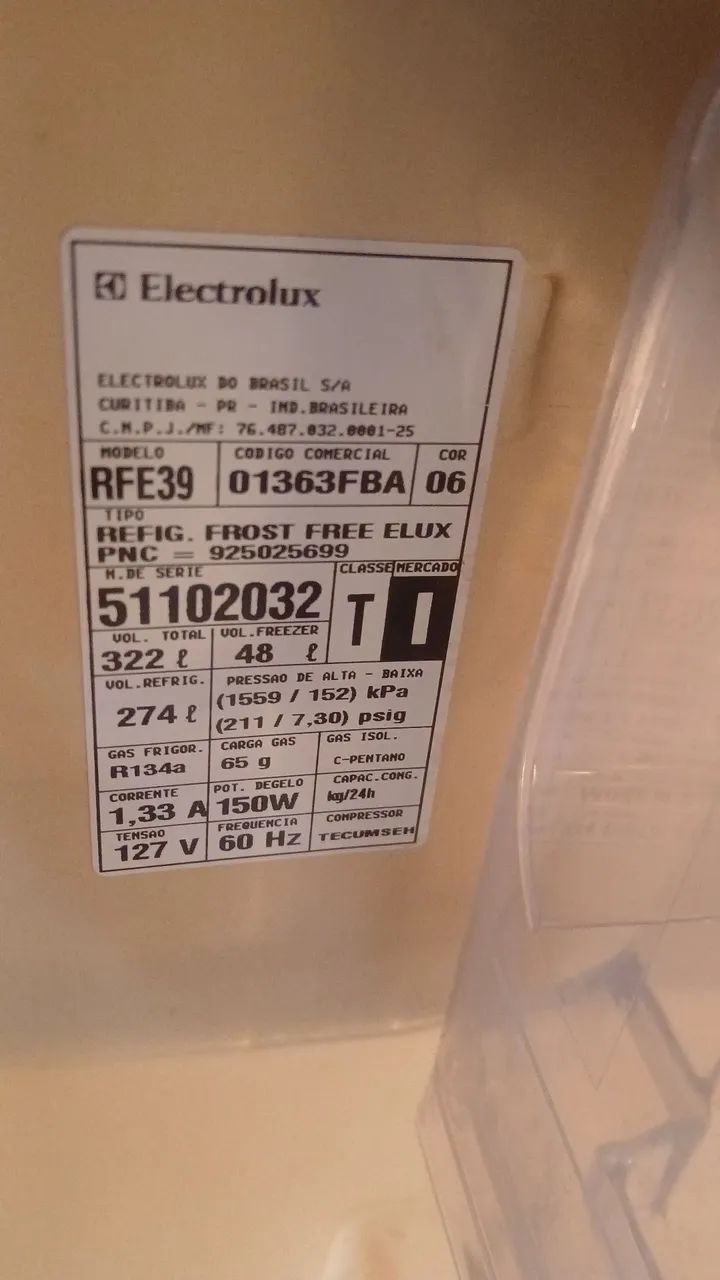 Electrolux
ELECTROLUX DO BRASIL S/A
CURITIBA - PR - IND.BRASILEIRA
C.N.P.J./MF: 76.487.032.0001-25
MODELO CODIGO COMERCIAL COR
RFE39 01363FBA 06
TIPO
REFIG. FROST FREE ELUX
PNC = 925025699
N.DE SERIE CLASSE MERCADO
51102032 T I
VOL. TOTAL VOL.FREEZER
322 ℓ 48 ℓ
VOL.REFRIG. PRESSAO DE ALTA - BAIXA
274 ℓ (1559 / 152) kPa
(211 / 7,30) psig
GAS FRIGOR. CARGA GAS GAS ISOL.
R134a 65 g C-PENTANO
CORRENTE POT. DEGELO CAPAC.CONG.
1,33 A 150W kg/24h
TENSAO FREQUENCIA COMPRESSOR
127 V 60 Hz TECUMSEH